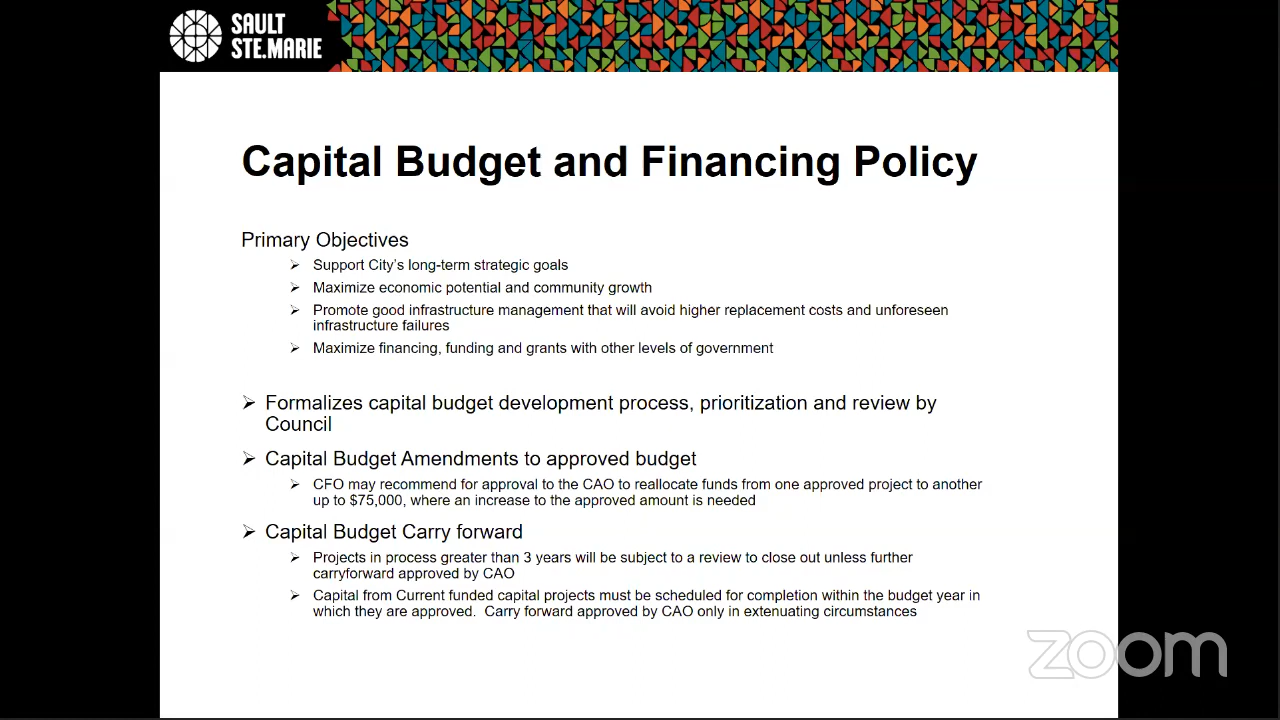 SAULT
STE.MARIE
Capital Budget and Financing Policy
Primary Objectives
➢ Support City's long-term strategic goals
➢ Maximize economic potential and community growth
➢ Promote good infrastructure management that will avoid higher replacement costs and unforeseen
infrastructure failures
➢ Maximize financing, funding and grants with other levels of government
➢ Formalizes capital budget development process, prioritization and review by
Council
➢ Capital Budget Amendments to approved budget
➢ CFO may recommend for approval to the CAO to reallocate funds from one approved project to another
up to $75,000, where an increase to the approved amount is needed
➢ Capital Budget Carry forward
➢ Projects in process greater than 3 years will be subject to a review to close out unless further
carryforward approved by CAO
➢ Capital from Current funded capital projects must be scheduled for completion within the budget year in
which they are approved.  Carry forward approved by CAO only in extenuating circumstances
zoom